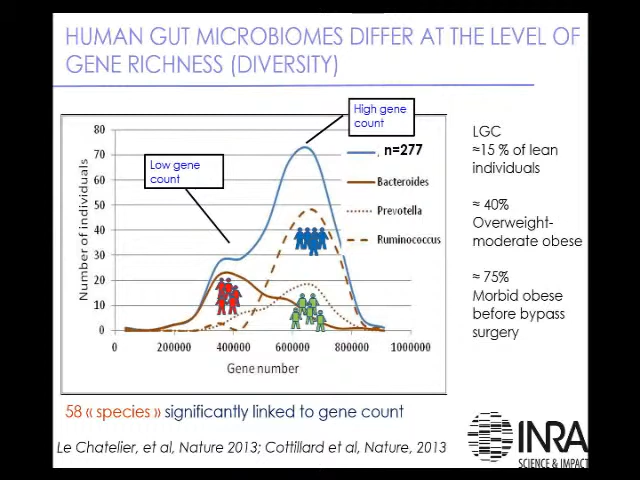 HUMAN GUT MICROBIOMES DIFFER AT THE LEVEL OF
GENE RICHNESS (DIVERSITY)
High gene
count
Low gene
count
80
70
60
50
40
30
20
10
0
Number of individuals
0 200000 400000 600000 800000 1000000
Gene number
n=277
Bacteroides
Prevotella
Ruminococcus
LGC
≈15 % of lean
individuals
≈ 40%
Overweight-
moderate obese
≈ 75%
Morbid obese
before bypass
surgery
58 « species » significantly linked to gene count
Le Chatelier, et al, Nature 2013; Cottillard et al, Nature, 2013
INRA
SCIENCE & IMPACT